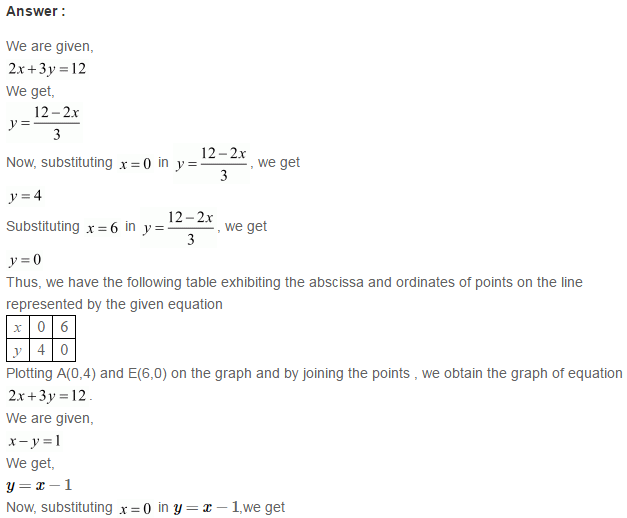 Answer :
We are given,
2x+3y=12
We get,
y=\frac{12-2x}{3}
Now, substituting x=0 in y=\frac{12-2x}{3}, we get
y=4
Substituting x=6 in y=\frac{12-2x}{3}, we get
y=0
Thus, we have the following table exhibiting the abscissa and ordinates of points on the line
represented by the given equation
x 0 6
y 4 0
Plotting A(0,4) and E(6,0) on the graph and by joining the points , we obtain the graph of equation
2x+3y=12.
We are given,
x-y=1
We get,
y=x-1
Now, substituting x=0 in y=x-1,we get